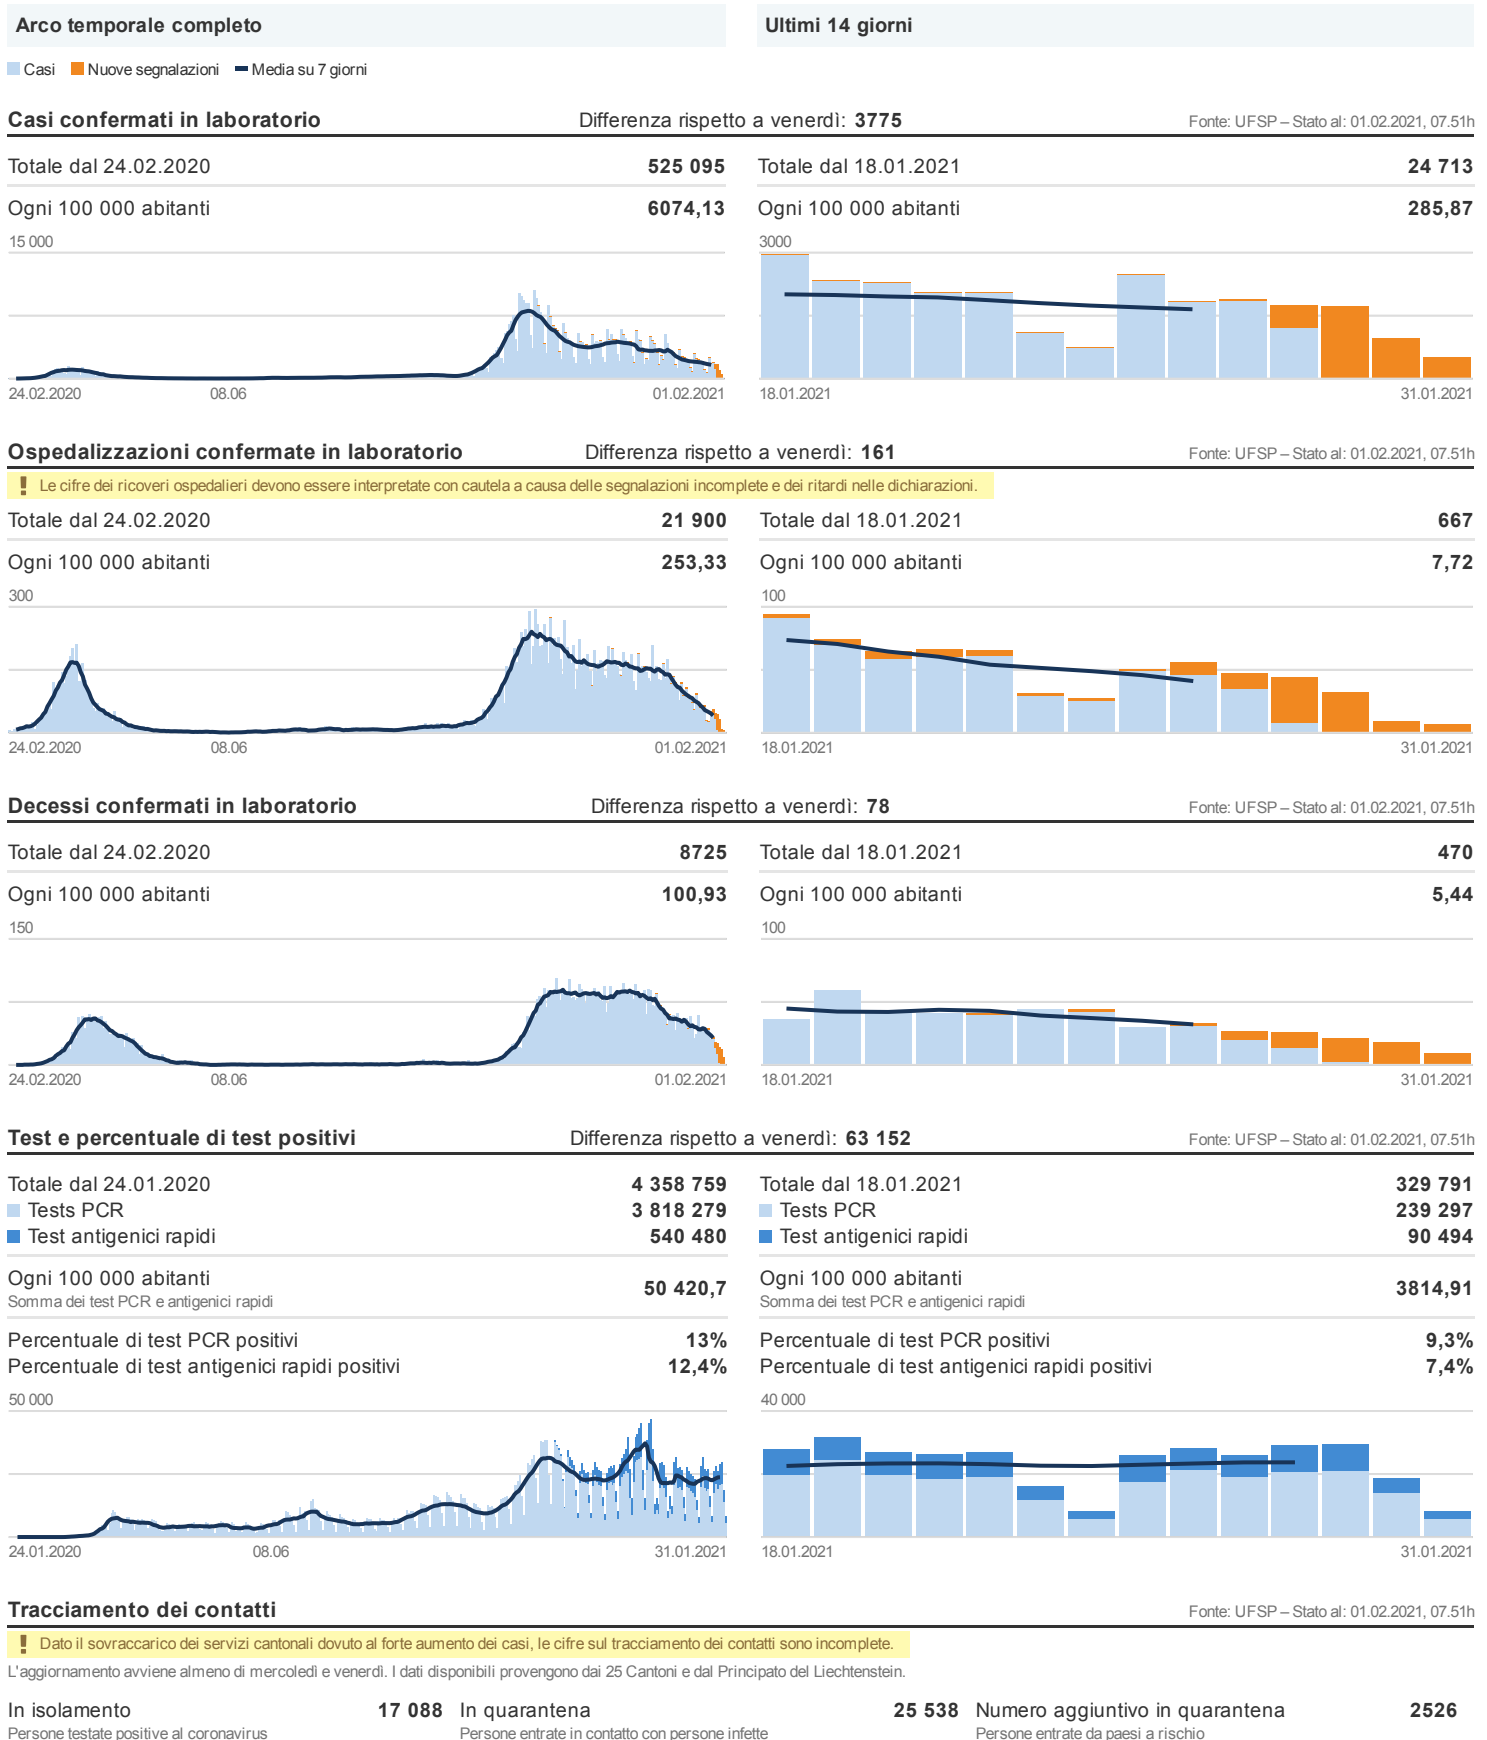 Arco temporale completo
Ultimi 14 giorni
Casi Nuove segnalazioni Media su 7 giorni
Casi confermati in laboratorio Differenza rispetto a venerdì: 3775 Fonte: UFSP – Stato al: 01.02.2021, 07.51h
Totale dal 24.02.2020 525 095
Ogni 100 000 abitanti 6074,13
15 000
24.02.2020 08.06 01.02.2021
Totale dal 18.01.2021 24 713
Ogni 100 000 abitanti 285,87
3000
18.01.2021 31.01.2021
Ospedalizzazioni confermate in laboratorio Differenza rispetto a venerdì: 161 Fonte: UFSP – Stato al: 01.02.2021, 07.51h
! Le cifre dei ricoveri ospedalieri devono essere interpretate con cautela a causa delle segnalazioni incomplete e dei ritardi nelle dichiarazioni.
Totale dal 24.02.2020 21 900
Ogni 100 000 abitanti 253,33
300
24.02.2020 08.06 01.02.2021
Totale dal 18.01.2021 667
Ogni 100 000 abitanti 7,72
100
18.01.2021 31.01.2021
Decessi confermati in laboratorio Differenza rispetto a venerdì: 78 Fonte: UFSP – Stato al: 01.02.2021, 07.51h
Totale dal 24.02.2020 8725
Ogni 100 000 abitanti 100,93
150
24.02.2020 08.06 01.02.2021
Totale dal 18.01.2021 470
Ogni 100 000 abitanti 5,44
100
18.01.2021 31.01.2021
Test e percentuale di test positivi Differenza rispetto a venerdì: 63 152 Fonte: UFSP – Stato al: 01.02.2021, 07.51h
Totale dal 24.01.2020 4 358 759
Tests PCR 3 818 279
Test antigenici rapidi 540 480
Ogni 100 000 abitanti 50 420,7
Somma dei test PCR e antigenici rapidi
Percentuale di test PCR positivi 13%
Percentuale di test antigenici rapidi positivi 12,4%
50 000
24.01.2020 08.06 31.01.2021
Totale dal 18.01.2021 329 791
Tests PCR 239 297
Test antigenici rapidi 90 494
Ogni 100 000 abitanti 3814,91
Somma dei test PCR e antigenici rapidi
Percentuale di test PCR positivi 9,3%
Percentuale di test antigenici rapidi positivi 7,4%
40 000
18.01.2021 31.01.2021
Tracciamento dei contatti Fonte: UFSP – Stato al: 01.02.2021, 07.51h
! Dato il sovraccarico dei servizi cantonali dovuto al forte aumento dei casi, le cifre sul tracciamento dei contatti sono incomplete.
L'aggiornamento avviene almeno di mercoledì e venerdì. I dati disponibili provengono dai 25 Cantoni e dal Principato del Liechtenstein.
In isolamento 17 088
Persone testate positive al coronavirus
In quarantena 25 538
Persone entrate in contatto con persone infette
Numero aggiuntivo in quarantena 2526
Persone entrate da paesi a rischio